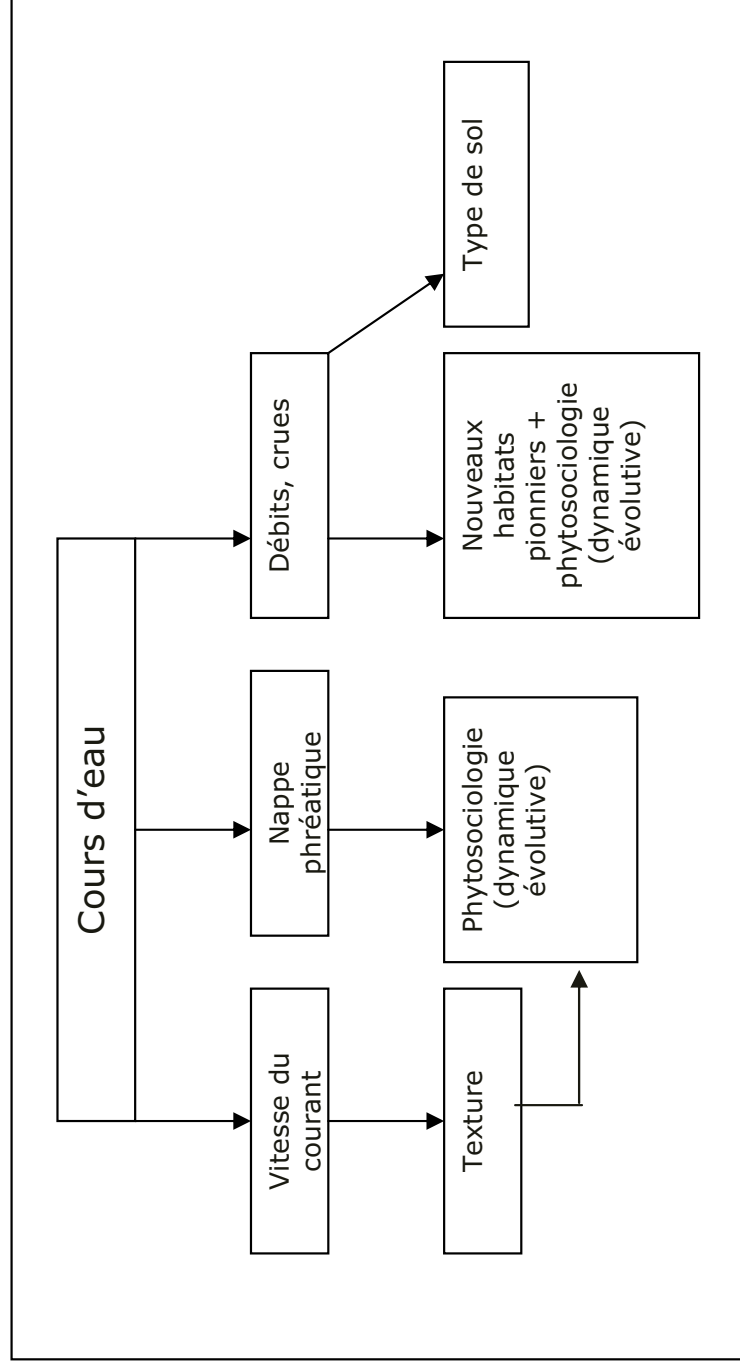 Cours d’eau
Vitesse du
courant
Nappe
phréatique
Débits, crues
Texture
Phytosociologie
(dynamique
évolutive)
Nouveaux
habitats
pionniers +
phytosociologie
(dynamique
évolutive)
Type de sol